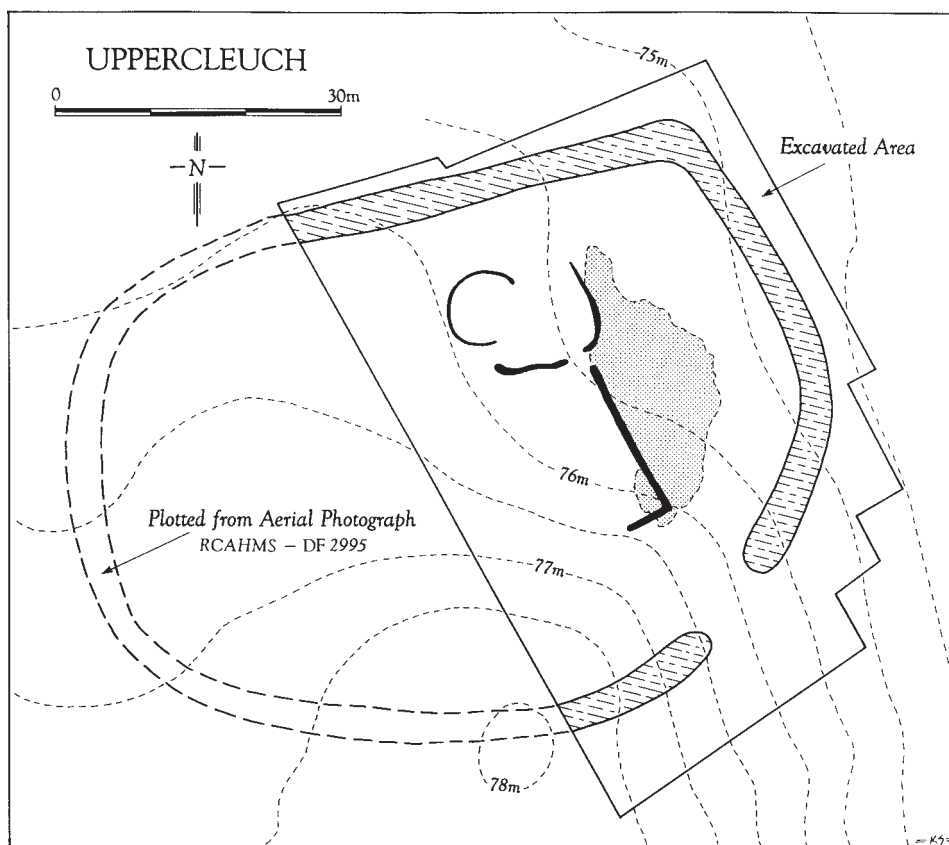 UPPERCLEUCH
0 30m
N
75m
Excavated Area
76m
Plotted from Aerial Photograph
RCAHMS – DF 2995
77m
78m